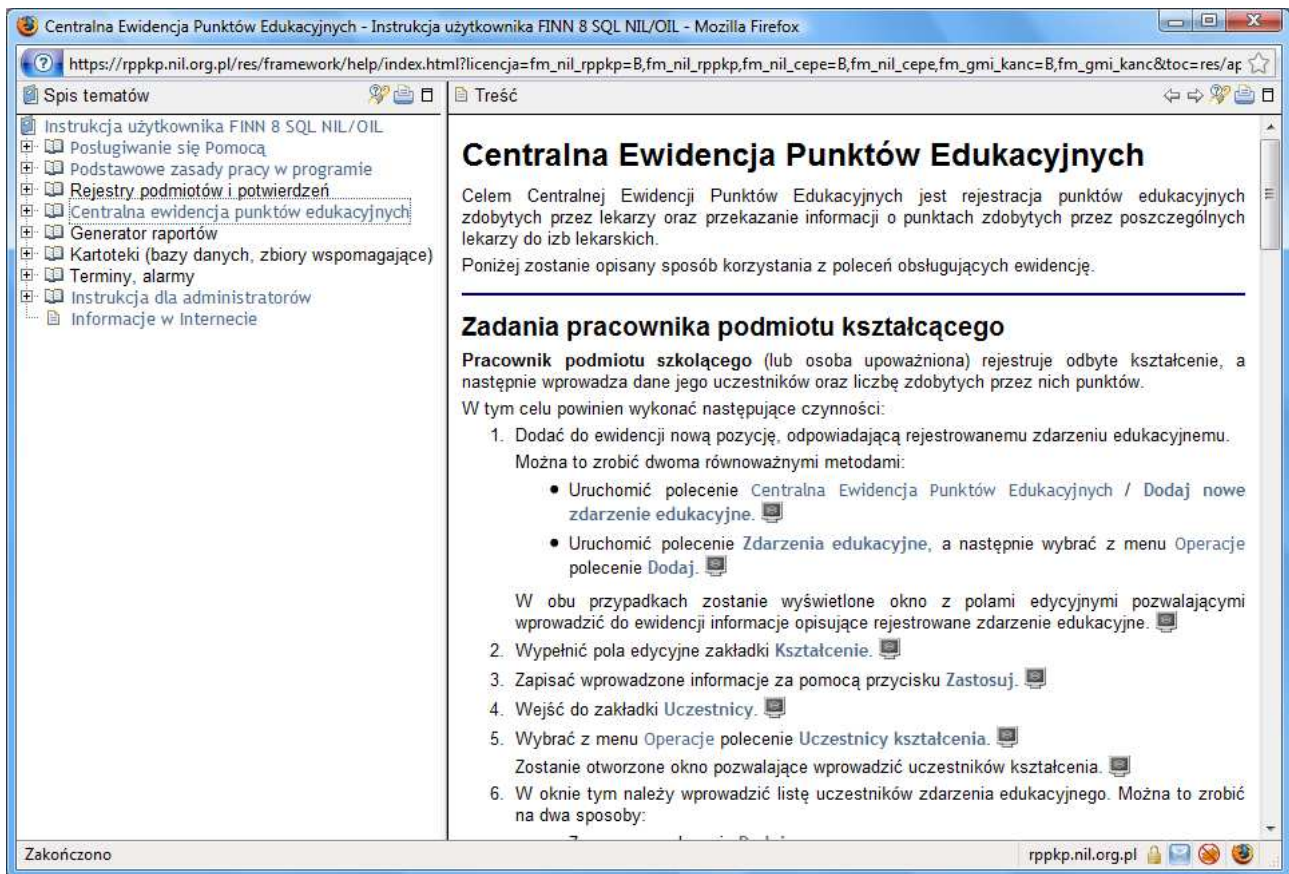 Centralna Ewidencja Punktów Edukacyjnych - Instrukcja użytkownika FINN 8 SQL NIL/OIL - Mozilla Firefox
https://rppkp.nil.org.pl/res/framework/help/index.html?licencja=fm_nil_rppkp=B,fm_nil_rppkp,fm_nil_cepe=B,fm_nil_cepe,fm_gmi_kanc=B,fm_gmi_kanc&toc=res/ap
Spis tematów
Instrukcja użytkownika FINN 8 SQL NIL/OIL
Posługiwanie się Pomocą
Podstawowe zasady pracy w programie
Rejestry podmiotów i potwierdzeń
Centralna ewidencja punktów edukacyjnych
Generator raportów
Kartoteki (bazy danych, zbiory wspomagające)
Terminy, alarmy
Instrukcja dla administratorów
Informacje w Internecie
Treść
Centralna Ewidencja Punktów Edukacyjnych
Celem Centralnej Ewidencji Punktów Edukacyjnych jest rejestracja punktów edukacyjnych
zdobytych przez lekarzy oraz przekazanie informacji o punktach zdobytych przez poszczególnych
lekarzy do izb lekarskich.
Poniżej zostanie opisany sposób korzystania z poleceń obsługujących ewidencję.
Zadania pracownika podmiotu kształcącego
Pracownik podmiotu szkolącego (lub osoba upoważniona) rejestruje odbyte kształcenie, a
następnie wprowadza dane jego uczestników oraz liczbę zdobytych przez nich punktów.
W tym celu powinien wykonać następujące czynności:
1. Dodać do ewidencji nową pozycję, odpowiadającą rejestrowanemu zdarzeniu edukacyjnemu.
Można to zrobić dwoma równoważnymi metodami:
• Uruchomić polecenie Centralna Ewidencja Punktów Edukacyjnych / Dodaj nowe
zdarzenie edukacyjne.
• Uruchomić polecenie Zdarzenia edukacyjne, a następnie wybrać z menu Operacje
polecenie Dodaj.
W obu przypadkach zostanie wyświetlone okno z polami edycyjnymi pozwalającymi
wprowadzić do ewidencji informacje opisujące rejestrowane zdarzenie edukacyjne.
2. Wypełnić pola edycyjne zakładki Kształcenie.
3. Zapisać wprowadzone informacje za pomocą przycisku Zastosuj.
4. Wejść do zakładki Uczestnicy.
5. Wybrać z menu Operacje polecenie Uczestnicy kształcenia.
Zostanie otworzone okno pozwalające wprowadzić uczestników kształcenia.
6. W oknie tym należy wprowadzić listę uczestników zdarzenia edukacyjnego. Można to zrobić
na dwa sposoby:
Zakończono
rppkp.nil.org.pl